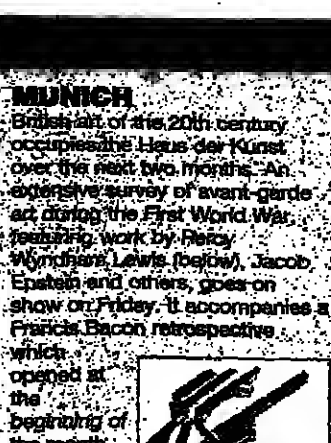 MUNICH
British art of the 20th century
occupies the Haus der Kunst
over the next two months. An
extensive survey of avant-garde
art during the First World War,
featuring work by Percy
Wyndham Lewis (below), Jacob
Epstein and others, goes on
show on Friday. It accompanies a
Francis Bacon retrospective
which
opened at
the
beginning of
the month